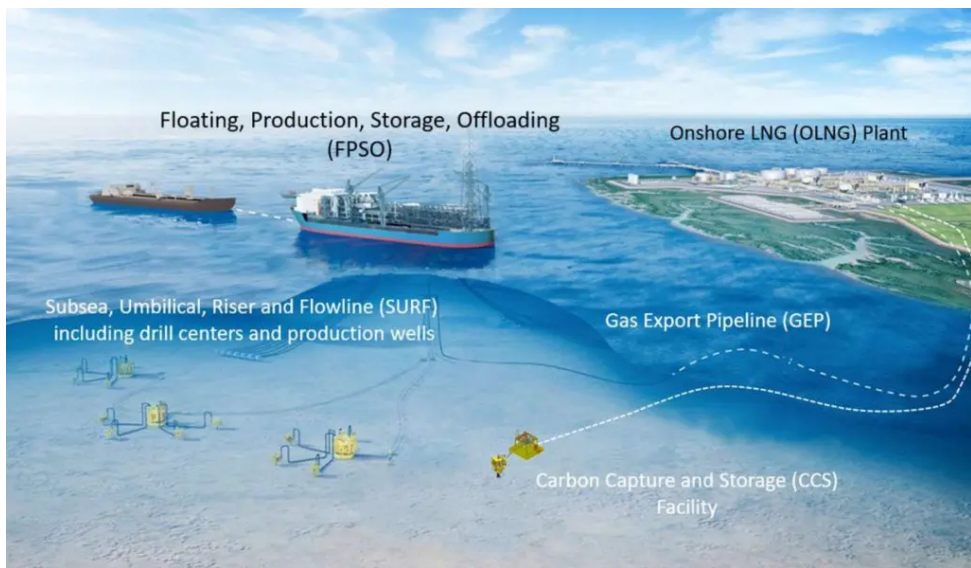 Floating, Production, Storage, Offloading
(FPSO)
Onshore LNG (OLNG) Plant
Subsea, Umbilical, Riser and Flowline (SURF)
including drill centers and production wells
Gas Export Pipeline (GEP)
Carbon Capture and Storage (CCS)
Facility